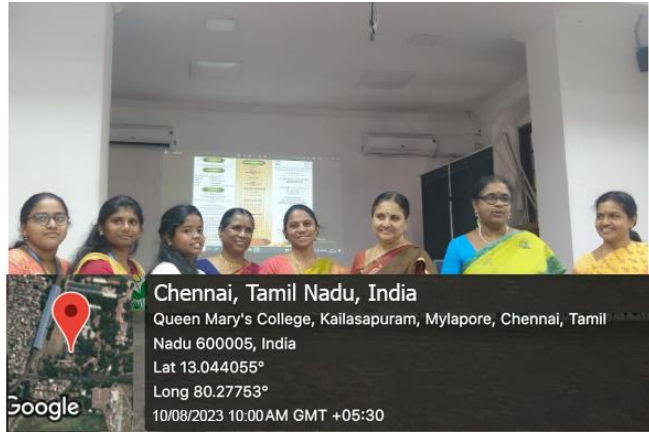 Chennai, Tamil Nadu, India
Queen Mary's College, Kailasapuram, Mylapore, Chennai, Tamil
Nadu 600005, India
Lat 13.044055°
Long 80.27753°
10/08/2023 10:00 AM GMT +05:30
Google